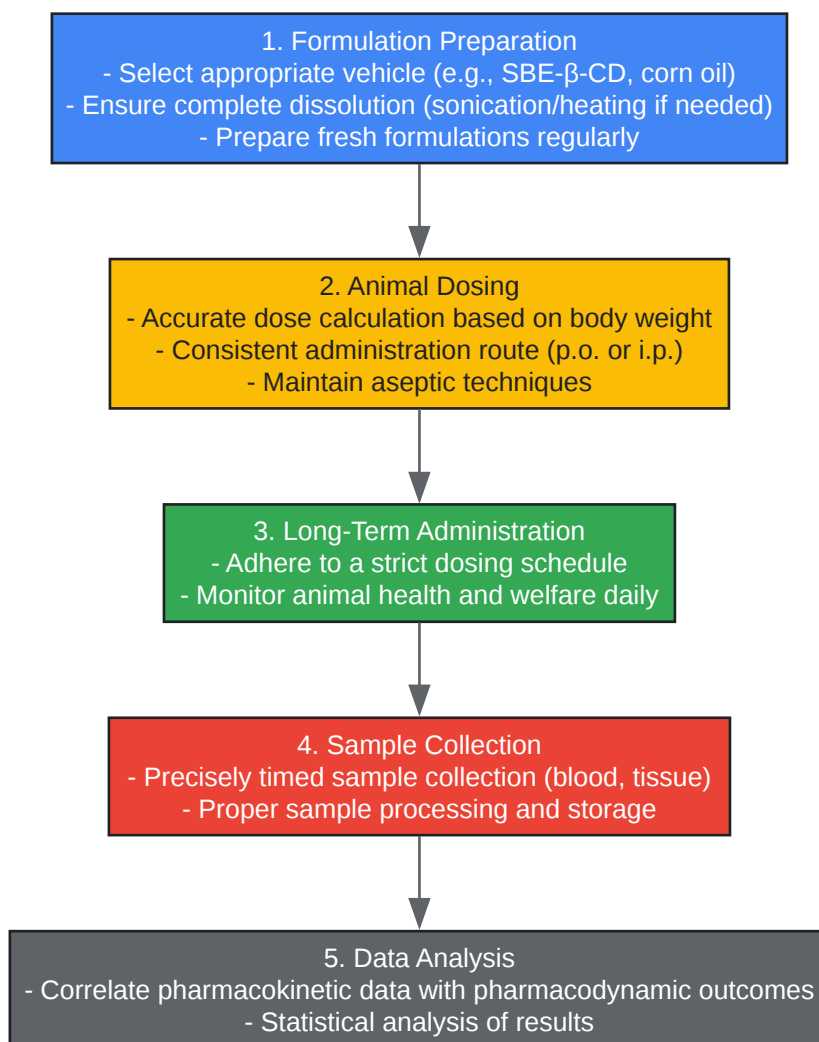 1. Formulation Preparation
- Select appropriate vehicle (e.g., SBE-β-CD, corn oil)
- Ensure complete dissolution (sonication/heating if needed)
- Prepare fresh formulations regularly
2. Animal Dosing
- Accurate dose calculation based on body weight
- Consistent administration route (p.o. or i.p.)
- Maintain aseptic techniques
3. Long-Term Administration
- Adhere to a strict dosing schedule
- Monitor animal health and welfare daily
4. Sample Collection
- Precisely timed sample collection (blood, tissue)
- Proper sample processing and storage
5. Data Analysis
- Correlate pharmacokinetic data with pharmacodynamic outcomes
- Statistical analysis of results